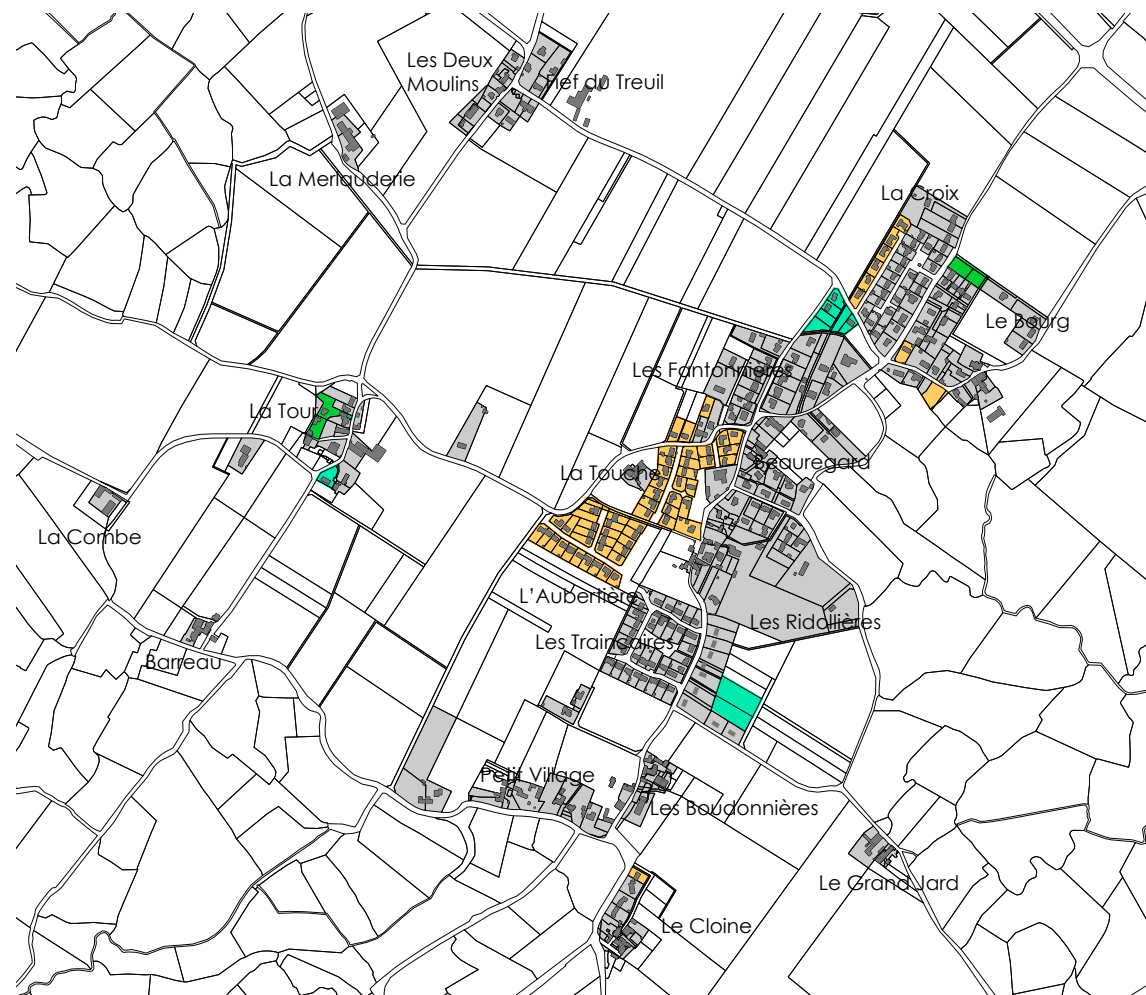 Les Deux
Moulins
Fief du Treuil
La Merlauderie
La Croix
Le Bourg
Les Fantonnières
La Tour
La Touche
Beauregard
La Combe
L'Aubertière
Les Ridollières
Les Traincaires
Barreau
Petit Village
Les Boudonnières
Le Grand Jard
Le Cloine